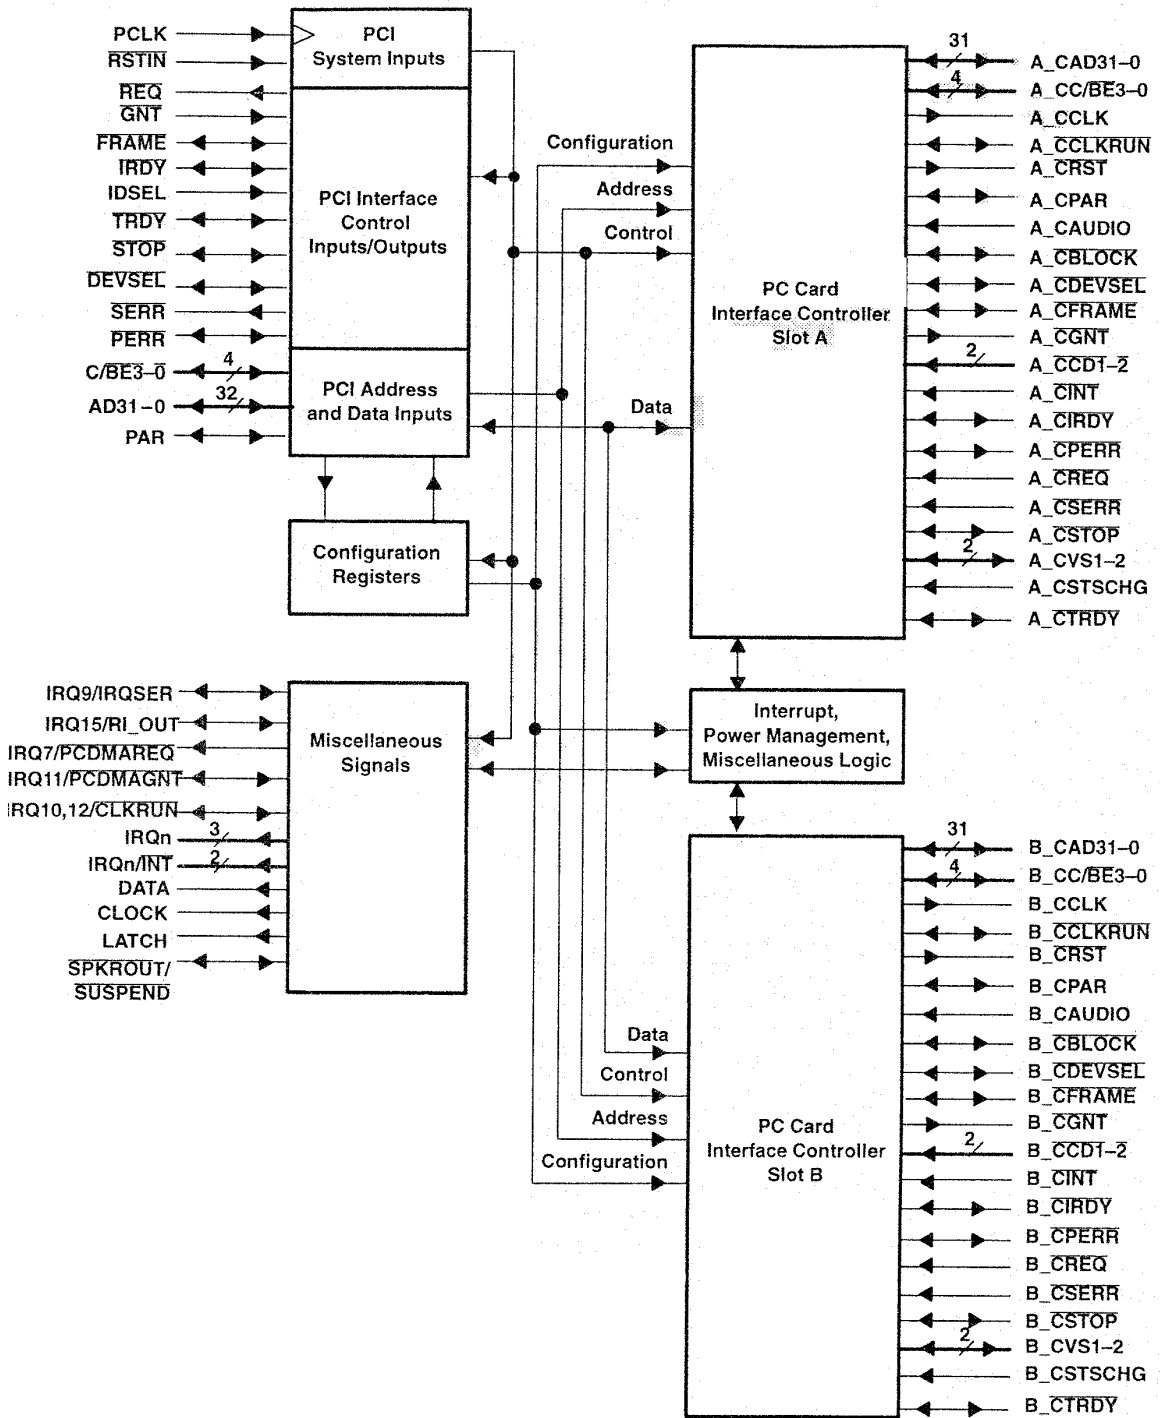 PCLK
RSTIN
REQ
GNT
FRAME
IRDY
IDSEL
TRDY
STOP
DEVSEL
SERR
PERR
C/BE3–0
4
AD31–0
32
PAR
PCI
System Inputs
PCI Interface
Control
Inputs/Outputs
PCI Address
and Data Inputs
Configuration
Registers
IRQ9/IRQSER
IRQ15/RI_OUT
IRQ7/PCDMAREQ
IRQ11/PCDMAGNT
IRQ10,12/CLKRUN
IRQn
3
IRQn/INT
2
DATA
CLOCK
LATCH
SPKROUT/
SUSPEND
Miscellaneous
Signals
Configuration
Address
Control
Data
PC Card
Interface Controller
Slot A
31
A_CAD31–0
4
A_CC/BE3–0
A_CCLK
A_CCLKRUN
A_CRST
A_CPAR
A_CAUDIO
A_CBLOCK
A_CDEVSEL
A_CFRAME
A_CGNT
2
A_CCD1–2
A_CINT
A_CIRDY
A_CPERR
A_CREQ
A_CSERR
A_CSTOP
2
A_CVS1–2
A_CSTSCHG
A_CTRDY
Interrupt,
Power Management,
Miscellaneous Logic
Data
Control
Address
Configuration
PC Card
Interface Controller
Slot B
31
B_CAD31–0
4
B_CC/BE3–0
B_CCLK
B_CCLKRUN
B_CRST
B_CPAR
B_CAUDIO
B_CBLOCK
B_CDEVSEL
B_CFRAME
B_CGNT
2
B_CCD1–2
B_CINT
B_CIRDY
B_CPERR
B_CREQ
B_CSERR
B_CSTOP
2
B_CVS1–2
B_CSTSCHG
B_CTRDY